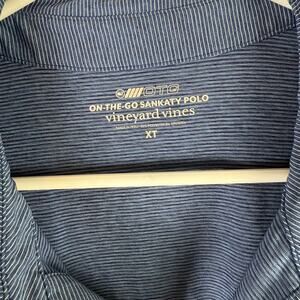 OTG
ON-THE-GO SANKATY POLO
vineyard vines
XT